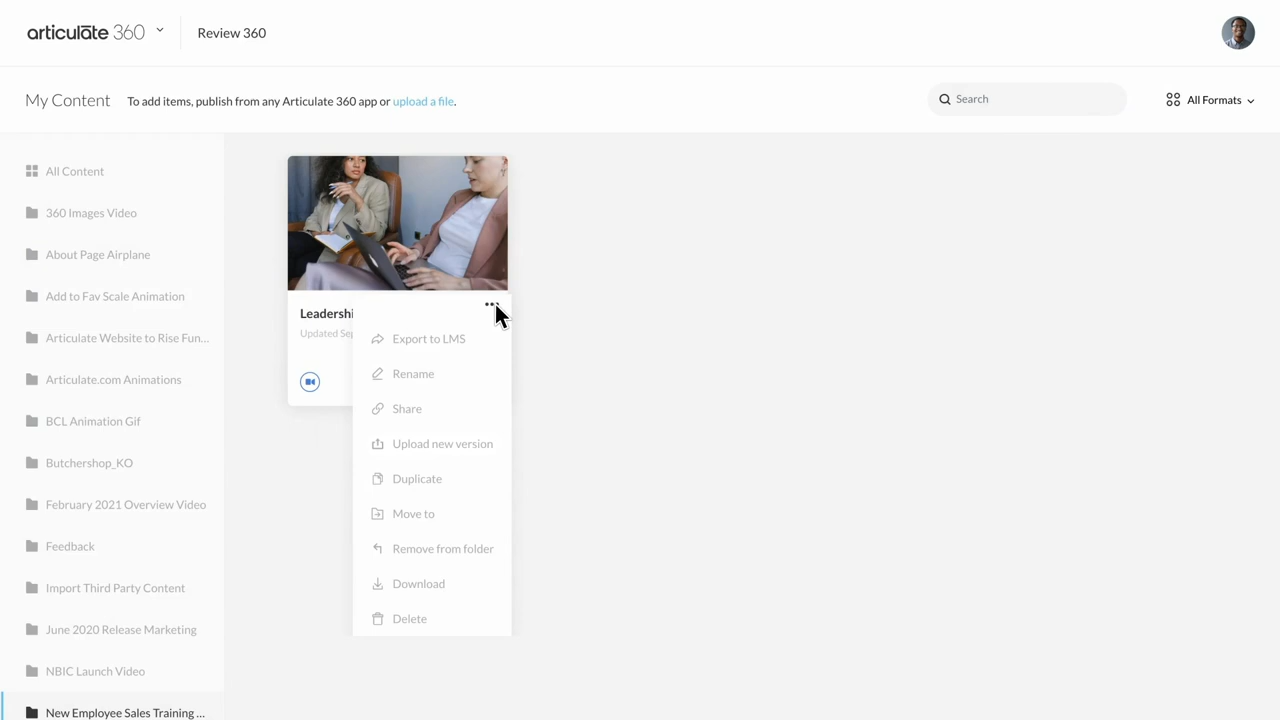 articulate 360
Review 360
My Content
To add items, publish from any Articulate 360 app or upload a file.
Search
All Formats
All Content
360 Images Video
About Page Airplane
Add to Fav Scale Animation
Articulate Website to Rise Fun...
Articulate.com Animations
BCL Animation Gif
Butchershop_KO
February 2021 Overview Video
Feedback
Import Third Party Content
June 2020 Release Marketing
NBIC Launch Video
New Employee Sales Training ...
Leadershi
Updated Sep
Export to LMS
Rename
Share
Upload new version
Duplicate
Move to
Remove from folder
Download
Delete